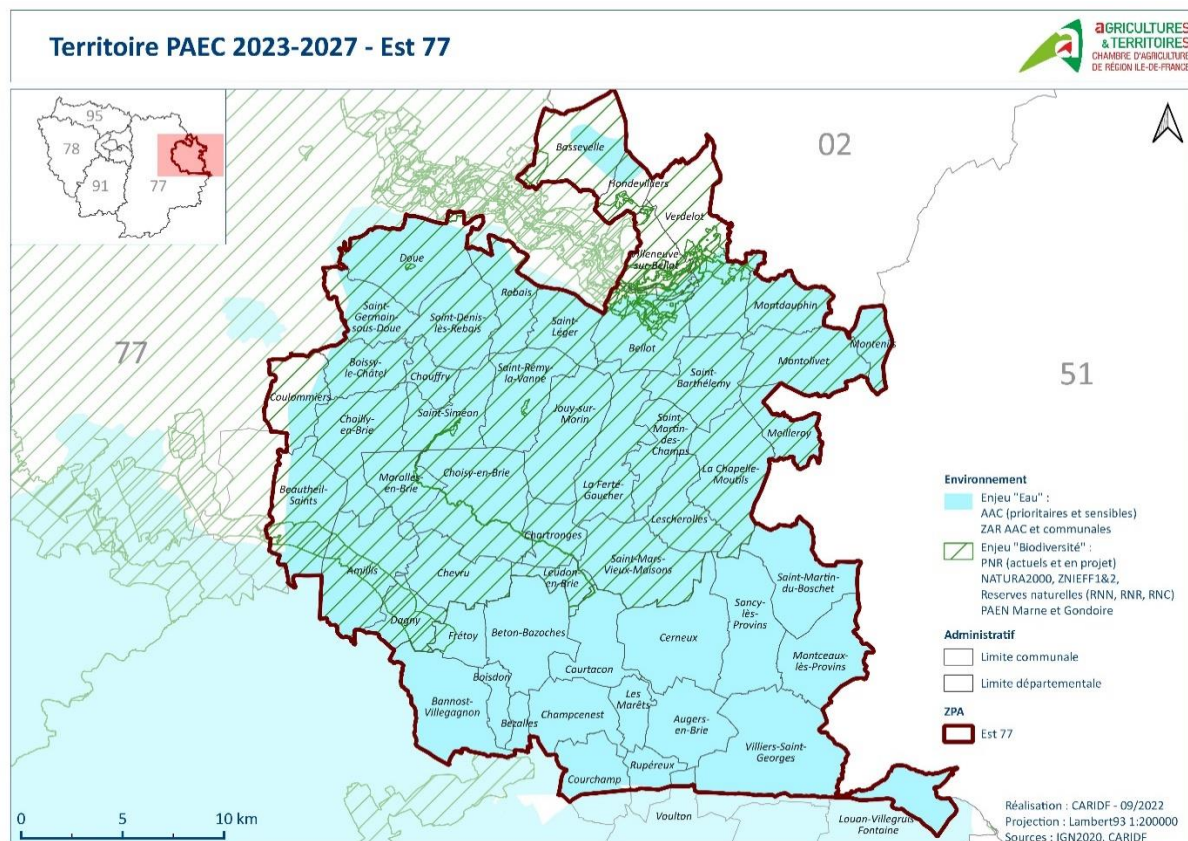 Territoire PAEC 2023-2027 - Est 77
aGRICULTURES
& TERRITOIRES
CHAMBRE D'AGRICULTURE
DE RÉGION ILE-DE-FRANCE
95
78
91
77
02
77
51
Bassevelle
Hondevilliers
Verdelot
Villeneuve-
sur-Bellot
Doue
Rebais
Saint-
Germain-
sous-Doue
Saint-Denis-
lès-Rebais
Saint-
Léger
Bellot
Montdauphin
Montolivet
Montenils
Boissy-
le-Châtel
Chauffry
Saint-Rémy-
la-Vanne
Saint-
Barthélemy
Coulommiers
Chailly-
en-Brie
Saint-Siméon
Jouy-sur-
Morin
Saint-
Martin-
des-
Champs
Meilleray
La Chapelle-
Moutils
Beautheil-
Saints
Marolles-
en-Brie
Choisy-en-Brie
La Ferté-
Gaucher
Lescherolles
Chartronges
Amillis
Chevru
Leudon-
en-Brie
Saint-Mars-
Vieux-Maisons
Saint-Martin-
du-Boschet
Dagny
Frétoy
Beton-Bazoches
Cerneux
Sancy-
lès-
Provins
Montceaux-
lès-Provins
Courtacon
Boisdon
Bannost-
Villegagnon
Bezalles
Champcenest
Les
Marêts
Augers-
en-Brie
Villiers-Saint-
Georges
Courchamp
Rupéreux
Voulton
Louan-Villegruis-
Fontaine
Environnement
Enjeu "Eau" :
AAC (prioritaires et sensibles)
ZAR AAC et communales
Enjeu "Biodiversité" :
PNR (actuels et en projet)
NATURA2000, ZNIEFF1&2,
Reserves naturelles (RNN, RNR, RNC)
PAEN Marne et Gondoire
Administratif
Limite communale
Limite départementale
ZPA
Est 77
0 5 10 km
Réalisation : CARIDF - 09/2022
Projection : Lambert93 1:200000
Sources : IGN2020, CARIDF